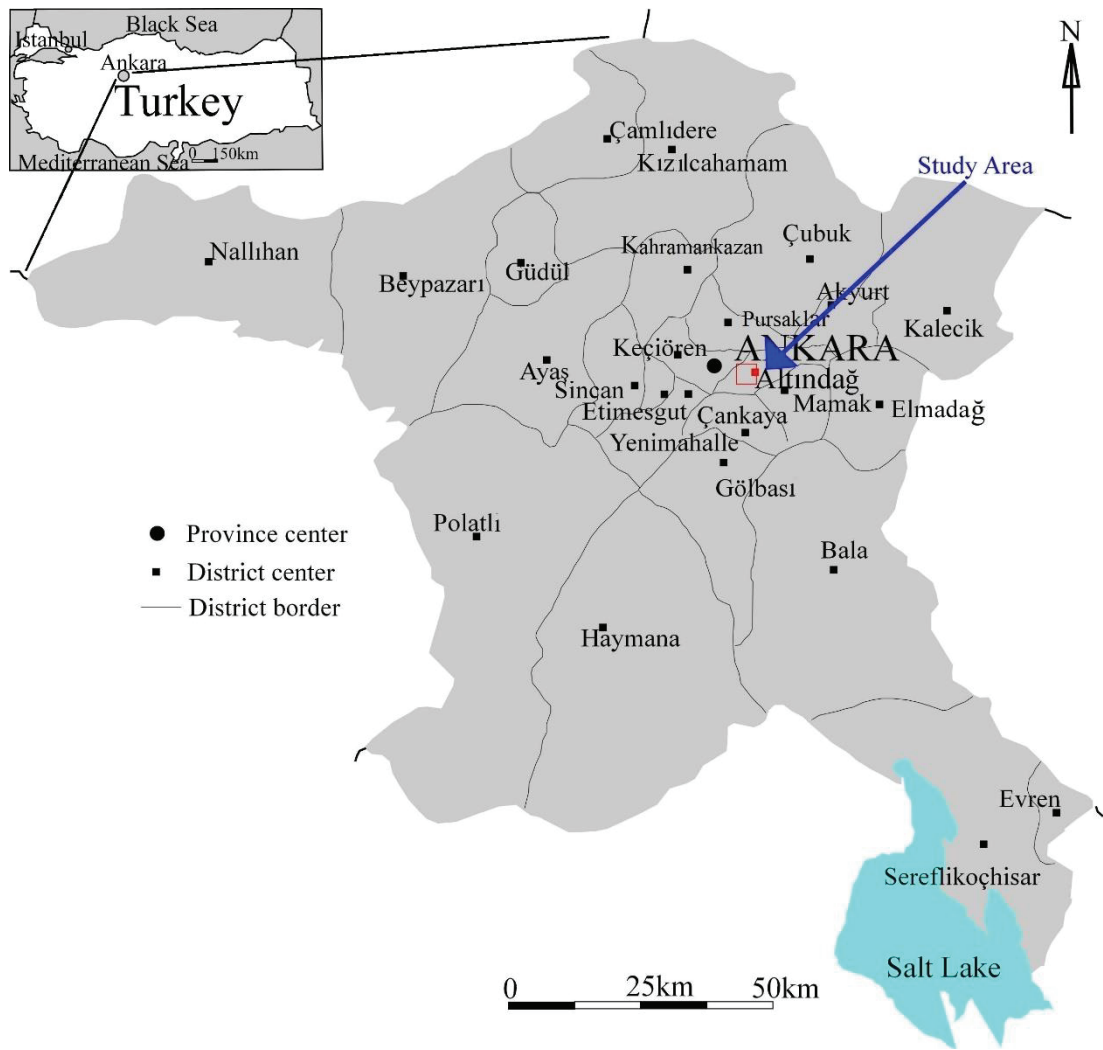 Black Sea
Istanbul
Ankara
Turkey
Mediterranean Sea
0 150km
N
Çamlıdere
Kızılcahamam
Study Area
Nallıhan
Beypazarı
Güdül
Kahramankazan
Çubuk
Akyurt
Kalecik
Pursaklar
ANKARA
Keçiören
Ayaş
Sincan
Altındağ
Etimesgut
Mamak
Elmadağ
Çankaya
Yenimahalle
Gölbası
Polatlı
Province center
District center
District border
Bala
Haymana
Evren
Sereflikoçhisar
Salt Lake
0 25km 50km